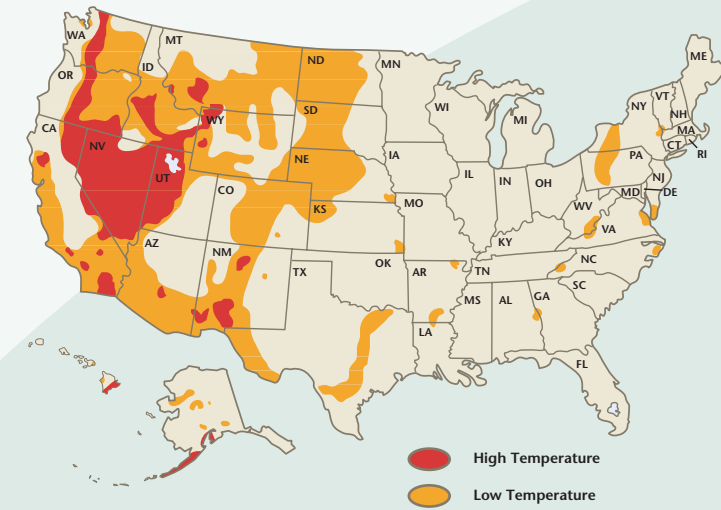 WA
MT
ME
ND
MN
VT
OR
ID
NY
NH
WI
SD
MI
MA
WY
CT
CA
RI
NV
IA
PA
NE
UT
IL
IN
OH
NJ
CO
MD
DE
MO
WV
KS
VA
AZ
KY
NM
OK
NC
TX
AR
TN
SC
MS
AL
GA
LA
FL
High Temperature
Low Temperature